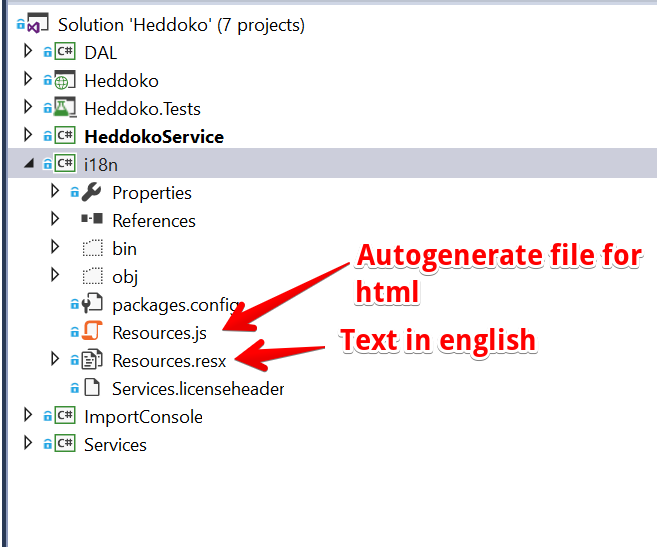 Solution 'Heddoko' (7 projects)
C# DAL
Heddoko
Heddoko.Tests
C# HeddokoService
C# i18n
Properties
References
bin
obj
packages.config
Resources.js
Resources.resx
Services.licenseheader
C# ImportConsole
C# Services
Autogenerate file for
html
Text in english